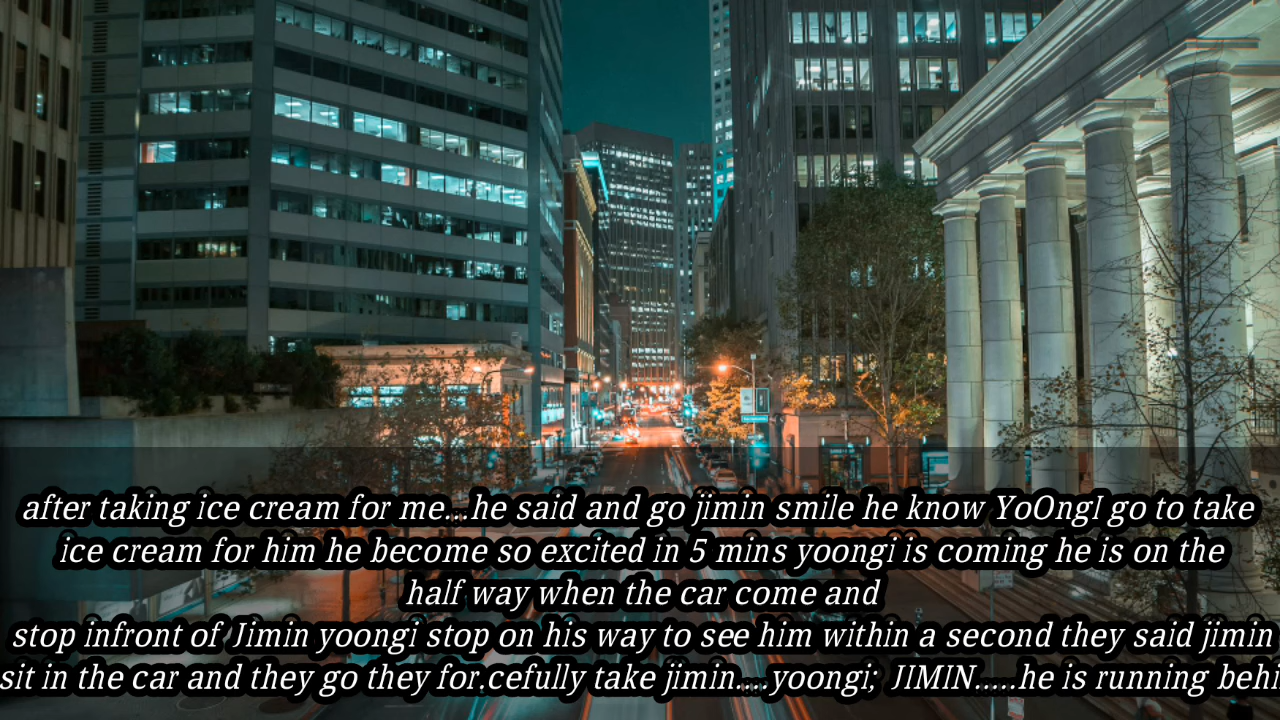 after taking ice cream for me....he said and go jimin smile he know YoOngI go to take
ice cream for him he become so excited in 5 mins yoongi is coming he is on the
half way when the car come and
stop infront of Jimin yoongi stop on his way to see him within a second they said jimin
sit in the car and they go they for.cefully take jimin....yoongi; JIMIN.....he is running behi